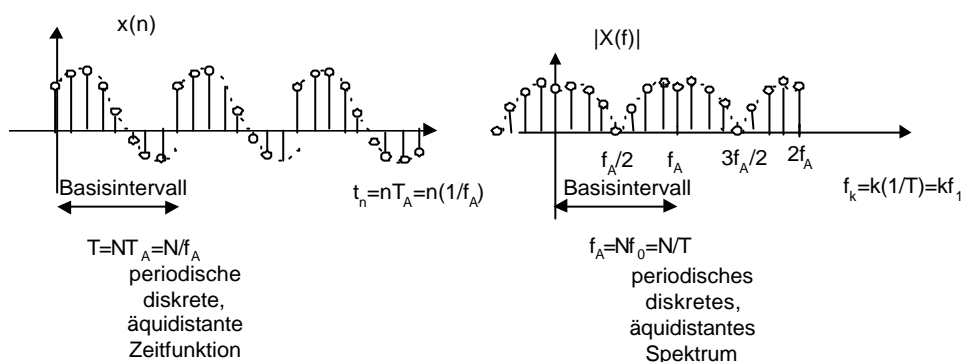 x(n)
Basisintervall
t_n=nT_A=n(1/f_A)
T=NT_A=N/f_A
periodische
diskrete,
äquidistante
Zeitfunktion
|X(f)|
f_A/2 f_A 3f_A/2 2f_A
Basisintervall
f_k=k(1/T)=kf_1
f_A=Nf_0=N/T
periodisches
diskretes,
äquidistantes
Spektrum